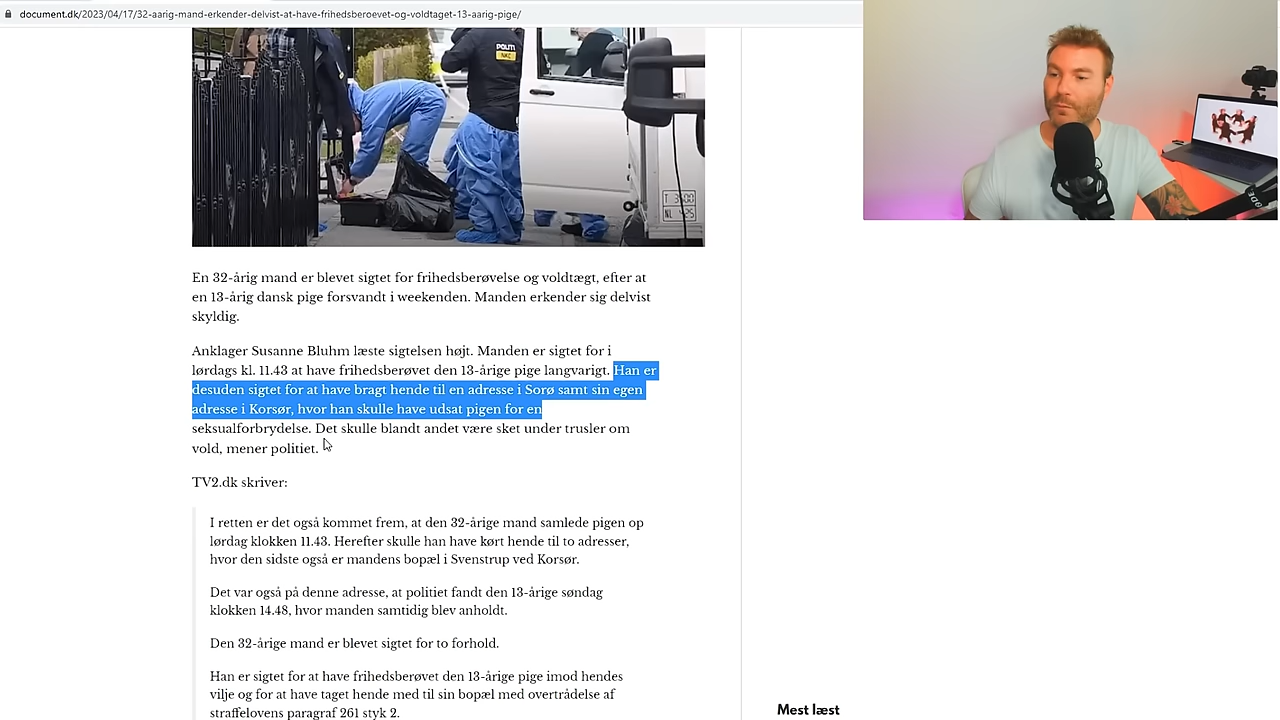 document.dk/2023/04/17/32-aarig-mand-erkender-delvist-at-have-frihedsberoevet-og-voldtaget-13-aarig-pige/
POLITI
NKC
En 32-årig mand er blevet sigtet for frihedsberøvelse og voldtægt, efter at
en 13-årig dansk pige forsvandt i weekenden. Manden erkender sig delvist
skyldig.
Anklager Susanne Bluhm læste sigtelsen højt. Manden er sigtet for i
lørdags kl. 11.43 at have frihedsberøvet den 13-årige pige langvarigt. Han er
desuden sigtet for at have bragt hende til en adresse i Sorø samt sin egen
adresse i Korsør, hvor han skulle have udsat pigen for en
seksualforbrydelse. Det skulle blandt andet være sket under trusler om
vold, mener politiet.
TV2.dk skriver:
I retten er det også kommet frem, at den 32-årige mand samlede pigen op
lørdag klokken 11.43. Herefter skulle han have kørt hende til to adresser,
hvor den sidste også er mandens bopæl i Svenstrup ved Korsør.
Det var også på denne adresse, at politiet fandt den 13-årige søndag
klokken 14.48, hvor manden samtidig blev anholdt.
Den 32-årige mand er blevet sigtet for to forhold.
Han er sigtet for at have frihedsberøvet den 13-årige pige imod hendes
vilje og for at have taget hende med til sin bopæl med overtrådelse af
straffelovens paragraf 261 styk 2.
Mest læst